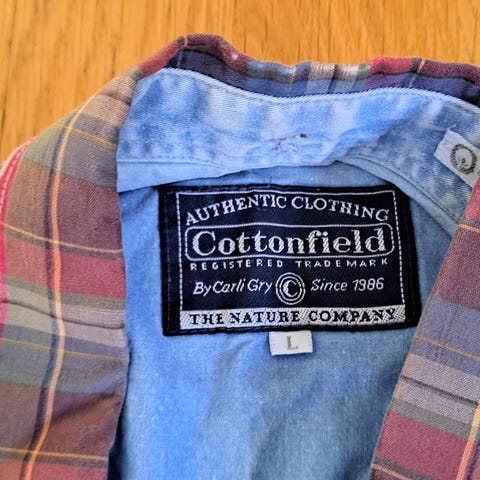 AUTHENTIC CLOTHING
Cottonfield
REGISTERED TRADEMARK
By Carli Gry C Since 1986
THE NATURE COMPANY
L